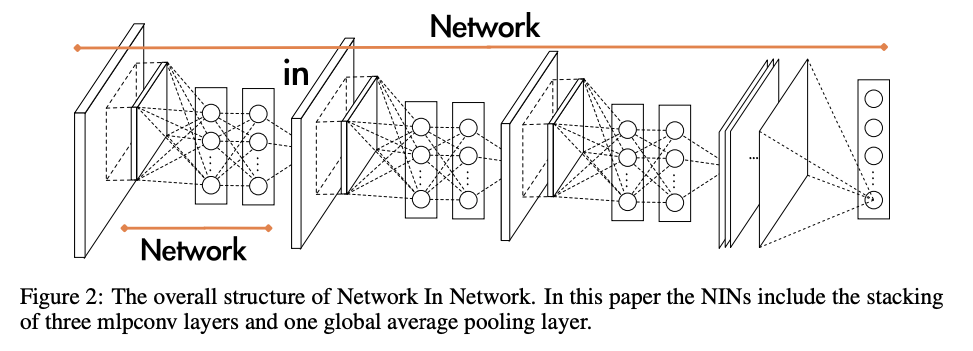 Network
in
Network
Figure 2: The overall structure of Network In Network. In this paper the NINs include the stacking
of three mlpconv layers and one global average pooling layer.